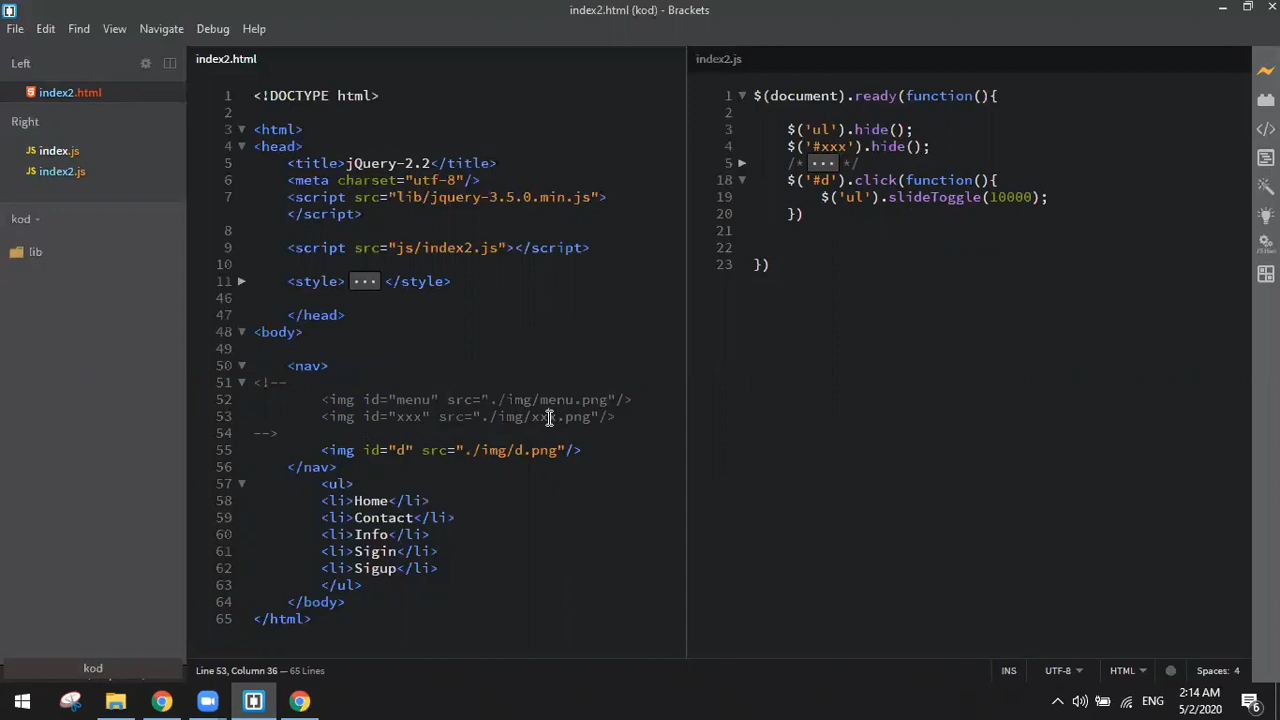 index2.html (kod) - Brackets
File Edit Find View Navigate Debug Help
Left
index2.html
Right
index.js
index2.js
kod
lib
kod
index2.html
1 <!DOCTYPE html>
2
3 <html>
4 <head>
5 <title>jQuery-2.2</title>
6 <meta charset="utf-8"/>
7 <script src="lib/jquery-3.5.0.min.js">
</script>
8
9 <script src="js/index2.js"></script>
10
11 <style> ... </style>
46
47 </head>
48 <body>
49
50 <nav>
51 <!--
52 <img id="menu" src="./img/menu.png"/>
53 <img id="xxx" src="./img/xxx.png"/>
54 -->
55 <img id="d" src="./img/d.png"/>
56 </nav>
57 <ul>
58 <li>Home</li>
59 <li>Contact</li>
60 <li>Info</li>
61 <li>Sigin</li>
62 <li>Sigup</li>
63 </ul>
64 </body>
65 </html>
index2.js
1 $(document).ready(function(){
2
3 $('ul').hide();
4 $('#xxx').hide();
5 /* ... */
18 $('#d').click(function(){
19 $('ul').slideToggle(10000);
20 })
21
22
23 })
Line 53, Column 36 — 65 Lines
INS UTF-8 HTML Spaces: 4
ENG
2:14 AM
5/2/2020
6